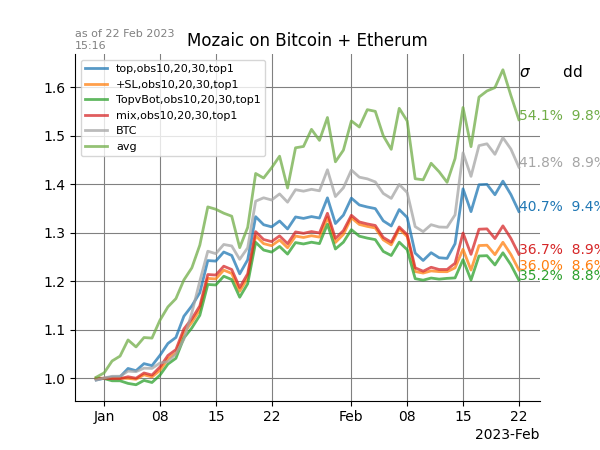 as of 22 Feb 2023
15:16
Mozaic on Bitcoin + Etherum
σ dd
top,obs10,20,30,top1
+SL,obs10,20,30,top1
TopvBot,obs10,20,30,top1
mix,obs10,20,30,top1
BTC
avg
1.6
1.5
1.4
1.3
1.2
1.1
1.0
54.1% 9.8%
41.8% 8.9%
40.7% 9.4%
36.7% 8.9%
36.0% 8.6%
35.2% 8.8%
Jan 08 15 22 Feb 08 15 22
2023-Feb